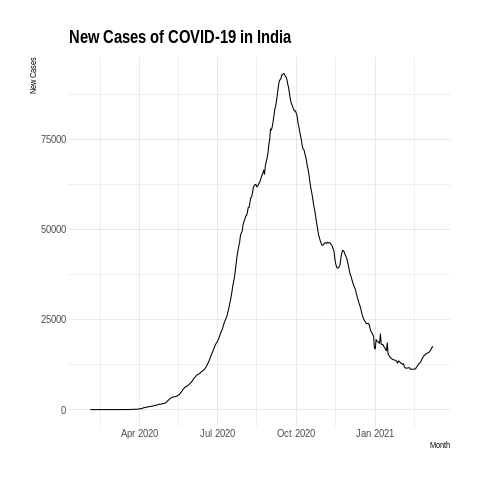 New Cases of COVID-19 in India
New Cases
75000
50000
25000
0
Apr 2020 Jul 2020 Oct 2020 Jan 2021
Month